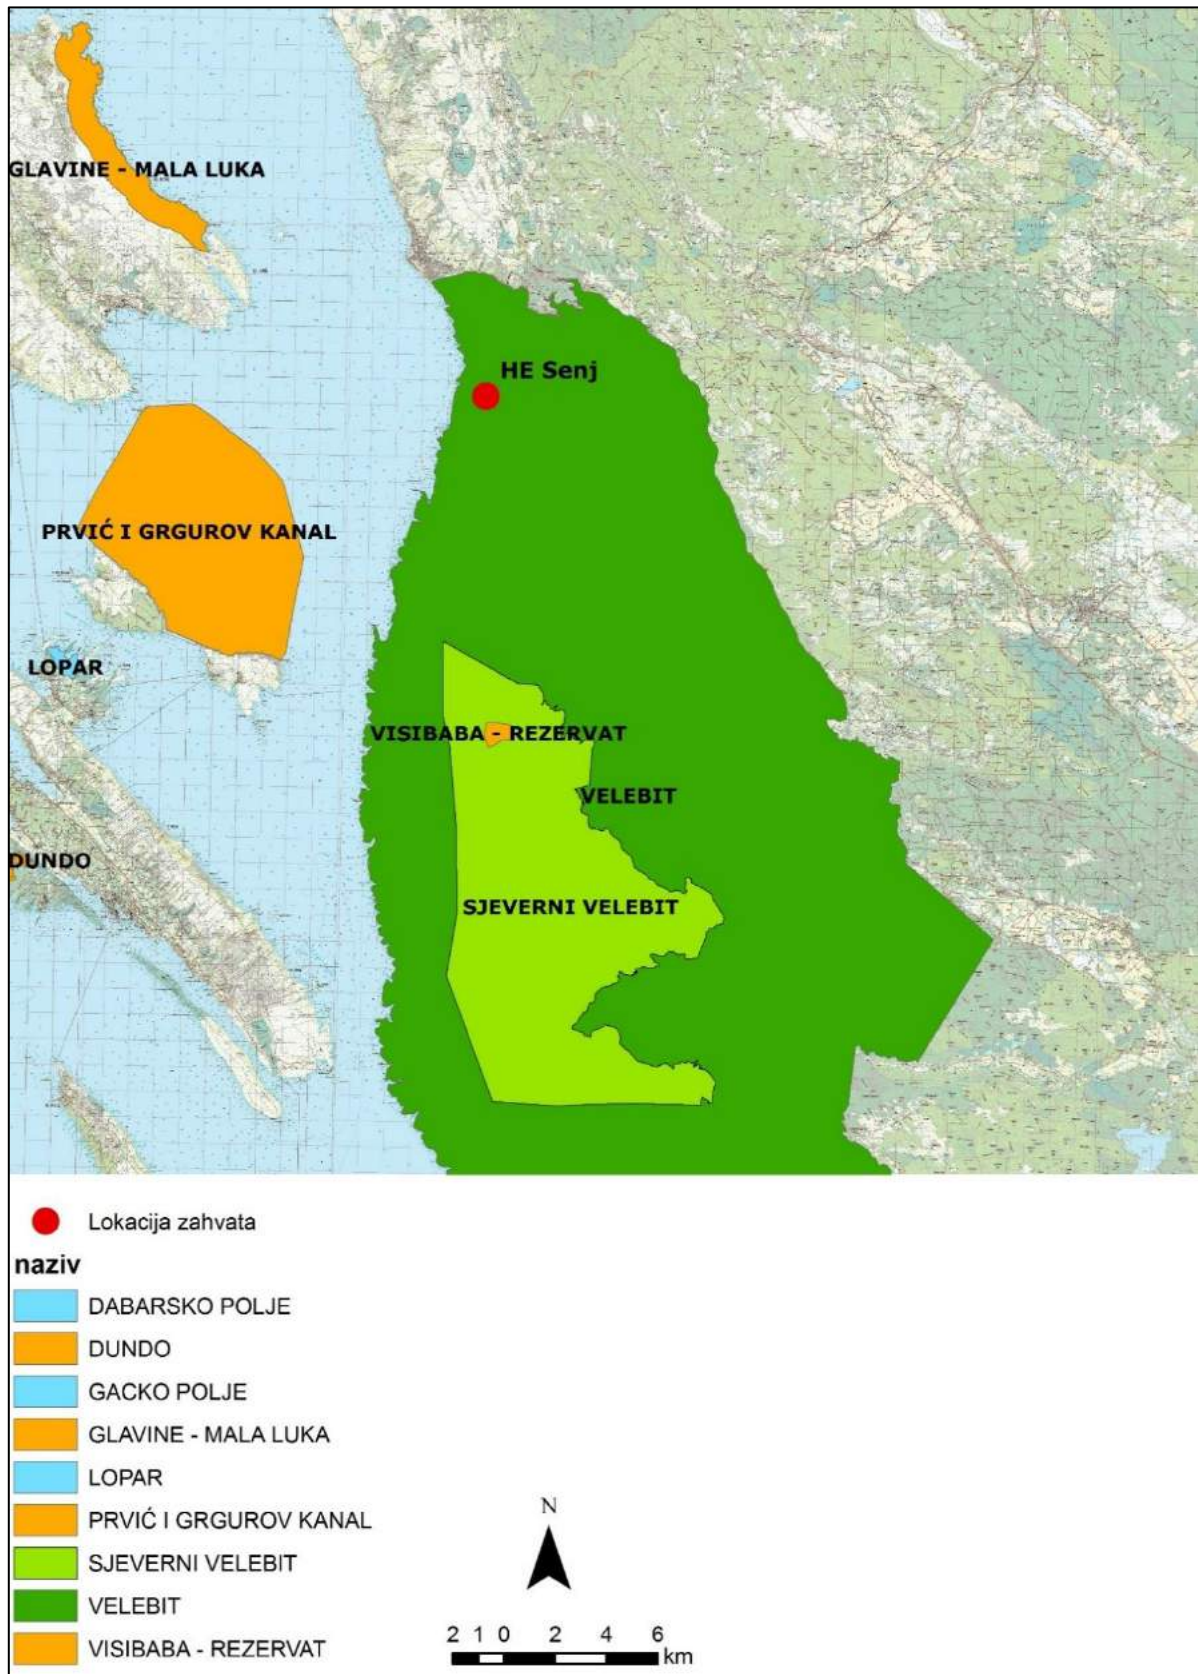 GLAVINE - MALA LUKA
HE Senj
PRVIĆ I GRGUROV KANAL
LOPAR
VISIBABA - REZERVAT
VELEBIT
DUNDO
SJEVERNI VELEBIT
Lokacija zahvata
naziv
DABARSKO POLJE
DUNDO
GACKO POLJE
GLAVINE - MALA LUKA
LOPAR
PRVIĆ I GRGUROV KANAL
SJEVERNI VELEBIT
VELEBIT
VISIBABA - REZERVAT
N
2 1 0 2 4 6
km